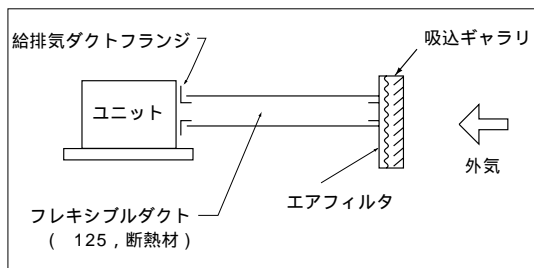 給排気ダクトフランジ
吸込ギャラリ
ユニット
外気
エアフィルタ
フレキシブルダクト
( 125 , 断熱材 )